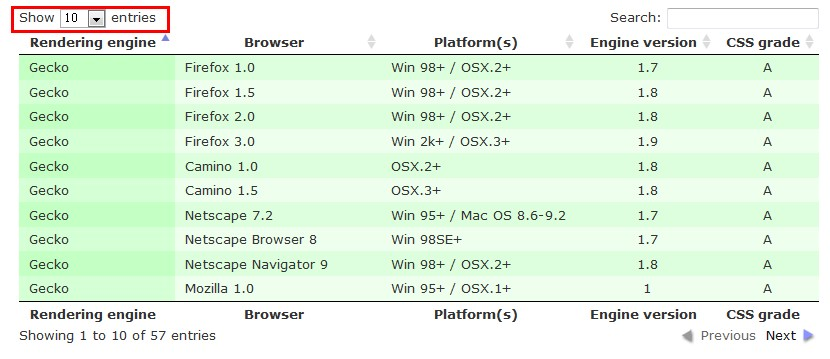 Show 10 entries Search:
Rendering engine Browser Platform(s) Engine version CSS grade
Gecko Firefox 1.0 Win 98+ / OSX.2+ 1.7 A
Gecko Firefox 1.5 Win 98+ / OSX.2+ 1.8 A
Gecko Firefox 2.0 Win 98+ / OSX.2+ 1.8 A
Gecko Firefox 3.0 Win 2k+ / OSX.3+ 1.9 A
Gecko Camino 1.0 OSX.2+ 1.8 A
Gecko Camino 1.5 OSX.3+ 1.8 A
Gecko Netscape 7.2 Win 95+ / Mac OS 8.6-9.2 1.7 A
Gecko Netscape Browser 8 Win 98SE+ 1.7 A
Gecko Netscape Navigator 9 Win 98+ / OSX.2+ 1.8 A
Gecko Mozilla 1.0 Win 95+ / OSX.1+ 1 A
Rendering engine Browser Platform(s) Engine version CSS grade
Showing 1 to 10 of 57 entries Previous Next